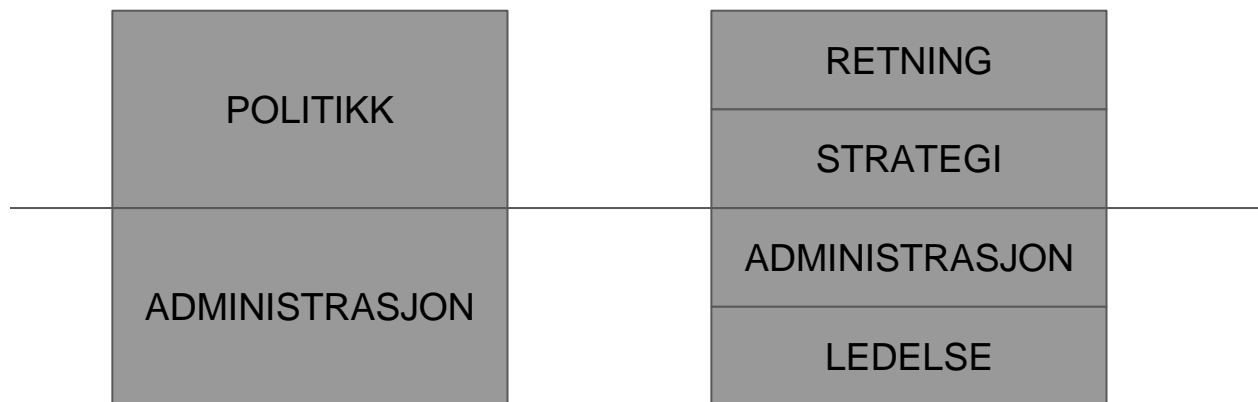 POLITIKK
ADMINISTRASJON
RETNING
STRATEGI
ADMINISTRASJON
LEDELSE